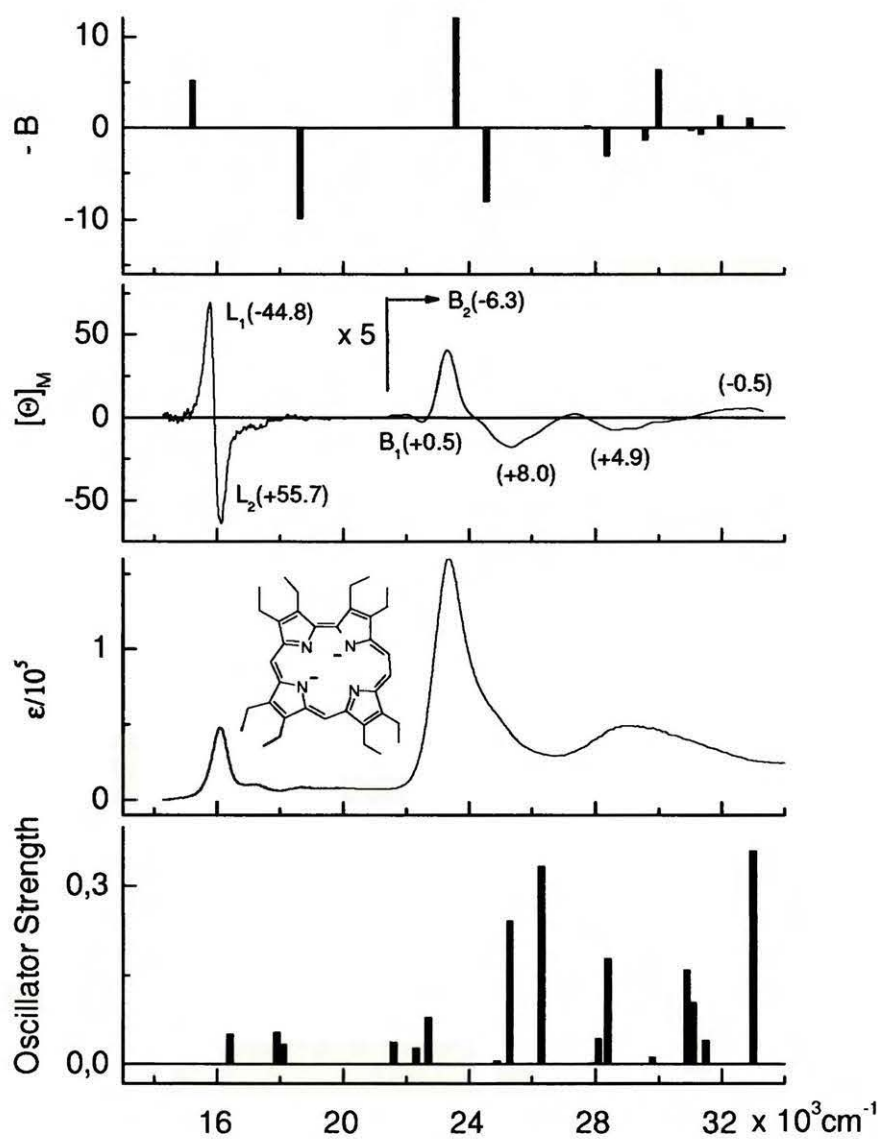 10
0
-10
- B
L₁(-44.8)
x 5
B₂(-6.3)
(-0.5)
50
0
-50
[Θ]M
B₁(+0.5)
(+8.0)
(+4.9)
L₂(+55.7)
1
0
ε/10⁵
N
N
-
-
N
N
0,3
0,0
Oscillator Strength
16 20 24 28 32 x 10³cm⁻¹